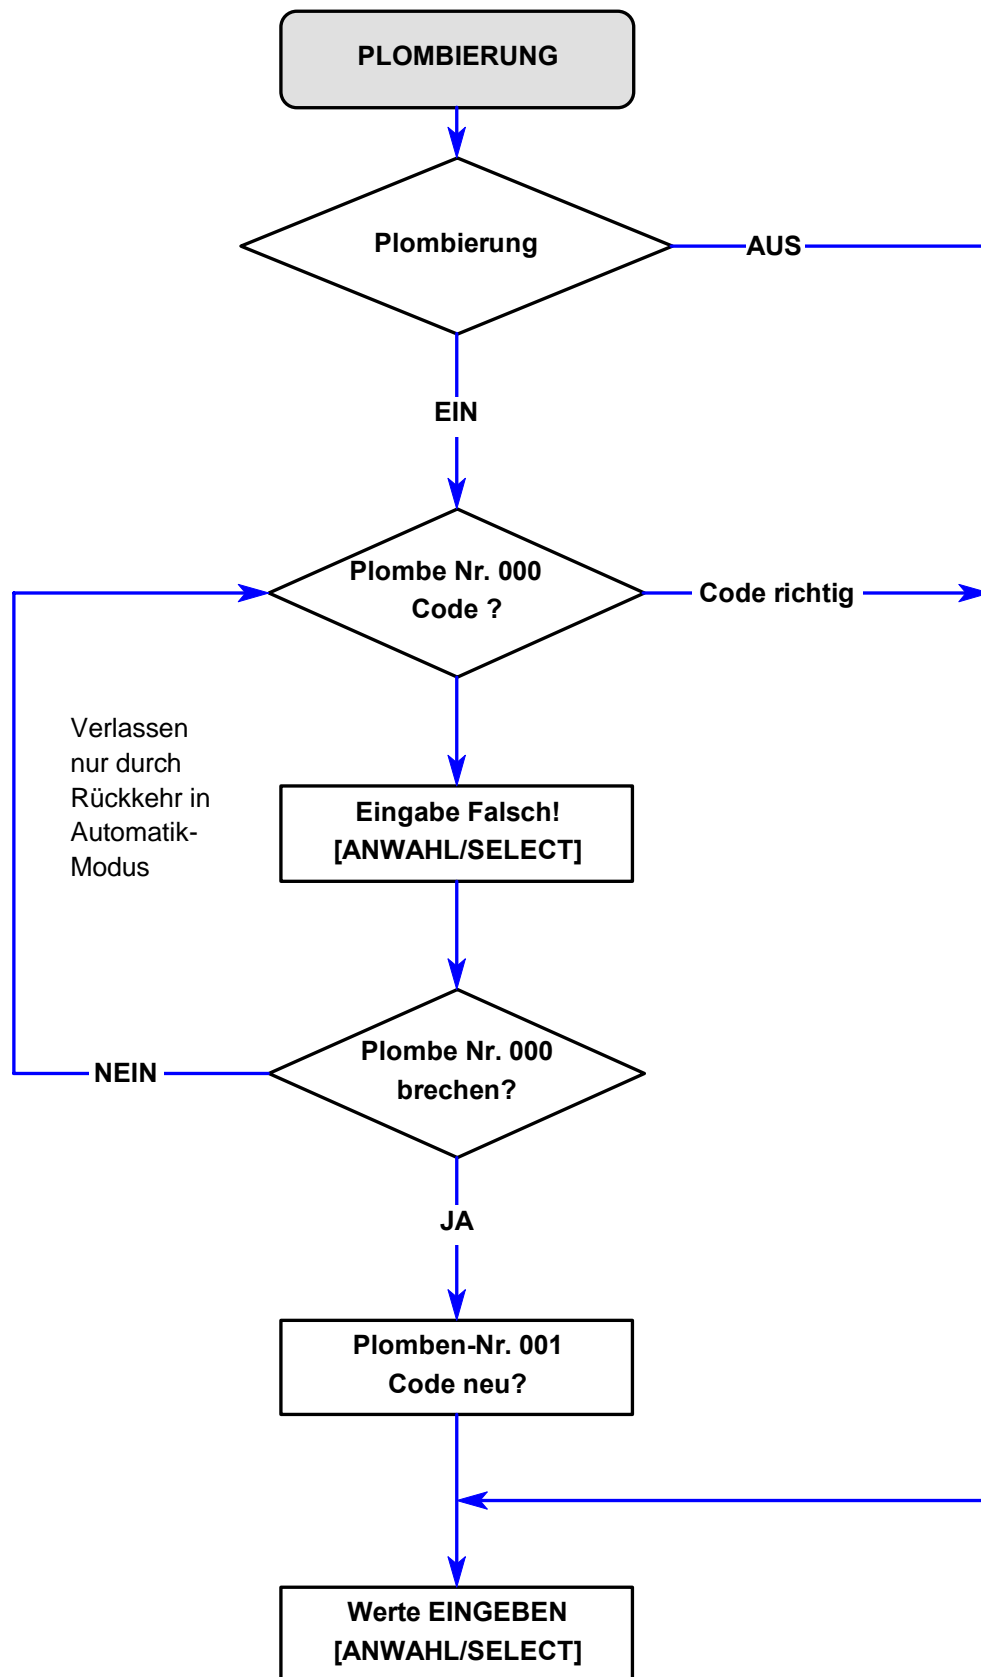 PLOMBIERUNG
Plombierung
AUS
EIN
Plombe Nr. 000
Code ?
Code richtig
Verlassen
nur durch
Rückkehr in
Automatik-
Modus
Eingabe Falsch!
[ANWAHL/SELECT]
Plombe Nr. 000
brechen?
NEIN
JA
Plomben-Nr. 001
Code neu?
Werte EINGEBEN
[ANWAHL/SELECT]